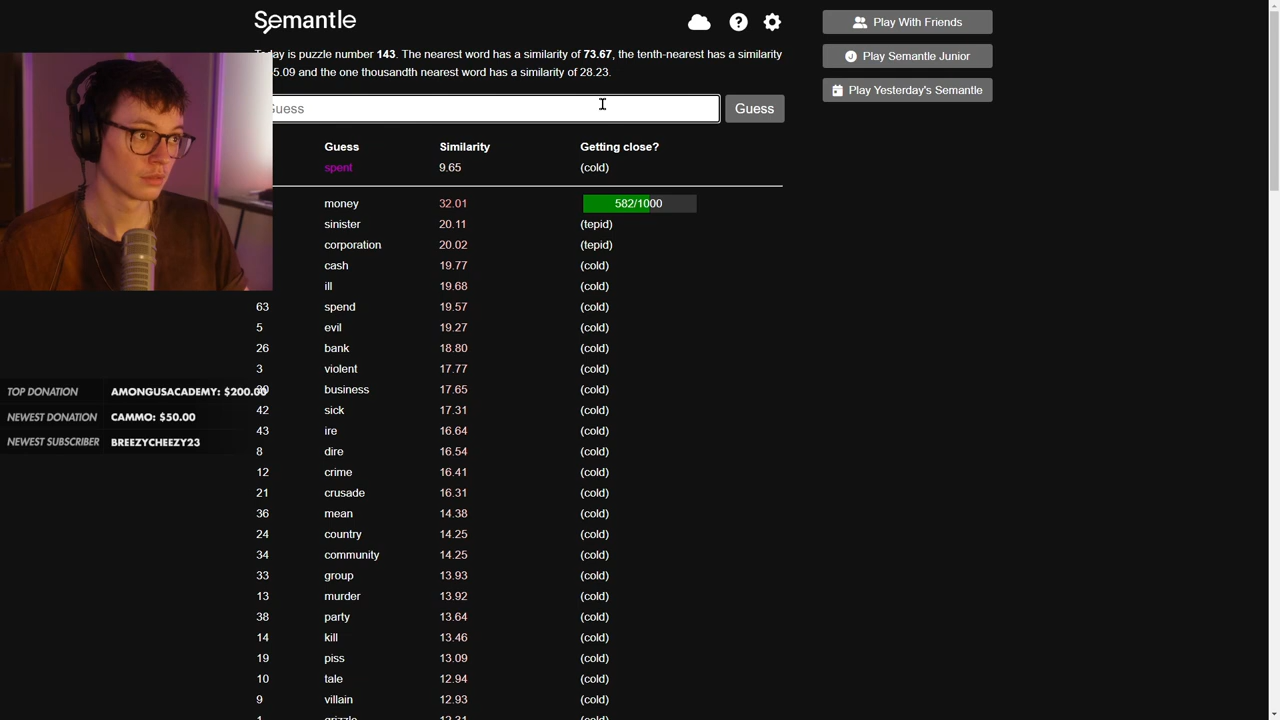 Semantle
Today is puzzle number 143. The nearest word has a similarity of 73.67, the tenth-nearest has a similarity
5.09 and the one thousandth nearest word has a similarity of 28.23.
Guess
Guess
Play With Friends
Play Semantle Junior
Play Yesterday's Semantle
Guess Similarity Getting close?
spent 9.65 (cold)
money 32.01 582/1000
sinister 20.11 (tepid)
corporation 20.02 (tepid)
cash 19.77 (cold)
ill 19.68 (cold)
63 spend 19.57 (cold)
5 evil 19.27 (cold)
26 bank 18.80 (cold)
3 violent 17.77 (cold)
business 17.65 (cold)
42 sick 17.31 (cold)
43 ire 16.64 (cold)
8 dire 16.54 (cold)
12 crime 16.41 (cold)
21 crusade 16.31 (cold)
36 mean 14.38 (cold)
24 country 14.25 (cold)
34 community 14.25 (cold)
33 group 13.93 (cold)
13 murder 13.92 (cold)
38 party 13.64 (cold)
14 kill 13.46 (cold)
19 piss 13.09 (cold)
10 tale 12.94 (cold)
9 villain 12.93 (cold)
TOP DONATION AMONGUSACADEMY: $200.00
NEWEST DONATION CAMMO: $50.00
NEWEST SUBSCRIBER BREEZYCHEEZY23